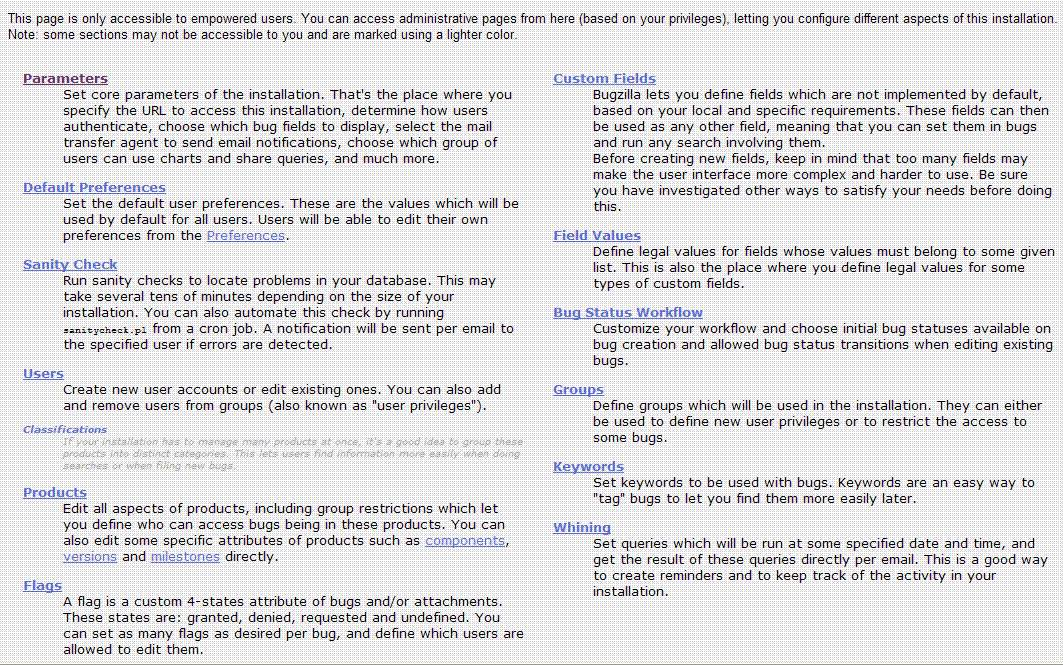 This page is only accessible to empowered users. You can access administrative pages from here (based on your privileges), letting you configure different aspects of this installation.
Note: some sections may not be accessible to you and are marked using a lighter color.
Parameters
Set core parameters of the installation. That's the place where you
specify the URL to access this installation, determine how users
authenticate, choose which bug fields to display, select the mail
transfer agent to send email notifications, choose which group of
users can use charts and share queries, and much more.
Default Preferences
Set the default user preferences. These are the values which will be
used by default for all users. Users will be able to edit their own
preferences from the Preferences.
Sanity Check
Run sanity checks to locate problems in your database. This may
take several tens of minutes depending on the size of your
installation. You can also automate this check by running
sanitycheck.pl from a cron job. A notification will be sent per email to
the specified user if errors are detected.
Users
Create new user accounts or edit existing ones. You can also add
and remove users from groups (also known as "user privileges").
Classifications
If your installation has to manage many products at once, it's a good idea to group these
products into distinct categories. This lets users find information more easily when doing
searches or when filing new bugs.
Products
Edit all aspects of products, including group restrictions which let
you define who can access bugs being in these products. You can
also edit some specific attributes of products such as components,
versions and milestones directly.
Flags
A flag is a custom 4-states attribute of bugs and/or attachments.
These states are: granted, denied, requested and undefined. You
can set as many flags as desired per bug, and define which users are
allowed to edit them.
Custom Fields
Bugzilla lets you define fields which are not implemented by default,
based on your local and specific requirements. These fields can then
be used as any other field, meaning that you can set them in bugs
and run any search involving them.
Before creating new fields, keep in mind that too many fields may
make the user interface more complex and harder to use. Be sure
you have investigated other ways to satisfy your needs before doing
this.
Field Values
Define legal values for fields whose values must belong to some given
list. This is also the place where you define legal values for some
types of custom fields.
Bug Status Workflow
Customize your workflow and choose initial bug statuses available on
bug creation and allowed bug status transitions when editing existing
bugs.
Groups
Define groups which will be used in the installation. They can either
be used to define new user privileges or to restrict the access to
some bugs.
Keywords
Set keywords to be used with bugs. Keywords are an easy way to
"tag" bugs to let you find them more easily later.
Whining
Set queries which will be run at some specified date and time, and
get the result of these queries directly per email. This is a good way
to create reminders and to keep track of the activity in your
installation.